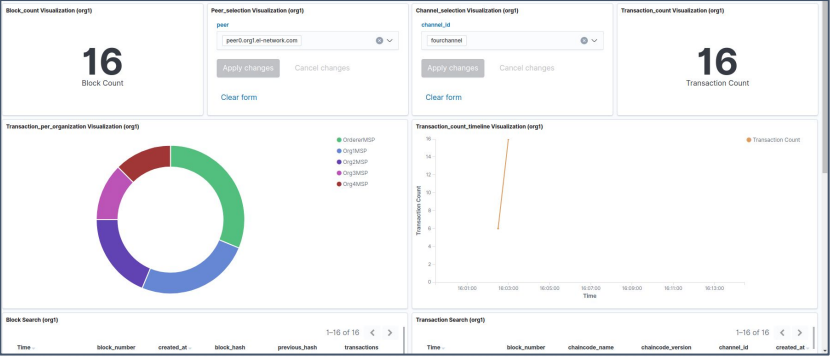 Block_count Visualization (org1)
16
Block Count
Peer_selection Visualization (org1)
peer
peer0.org1.el-network.com
Apply changes Cancel changes
Clear form
Channel_selection Visualization (org1)
channel_id
fourchannel
Apply changes Cancel changes
Clear form
Transaction_count Visualization (org1)
16
Transaction Count
Transaction_per_organization Visualization (org1)
OrdererMSP
Org1MSP
Org2MSP
Org3MSP
Org4MSP
Transaction_count_timeline Visualization (org1)
Transaction Count
16
14
12
10
8
6
4
2
0
Transaction Count
16:01:00 16:03:00 16:05:00 16:07:00 16:09:00 16:11:00 16:13:00
Time
Block Search (org1)
1–16 of 16
Time block_number created_at block_hash previous_hash transactions
Transaction Search (org1)
1–16 of 16
Time block_number chaincode_name chaincode_version channel_id created_at